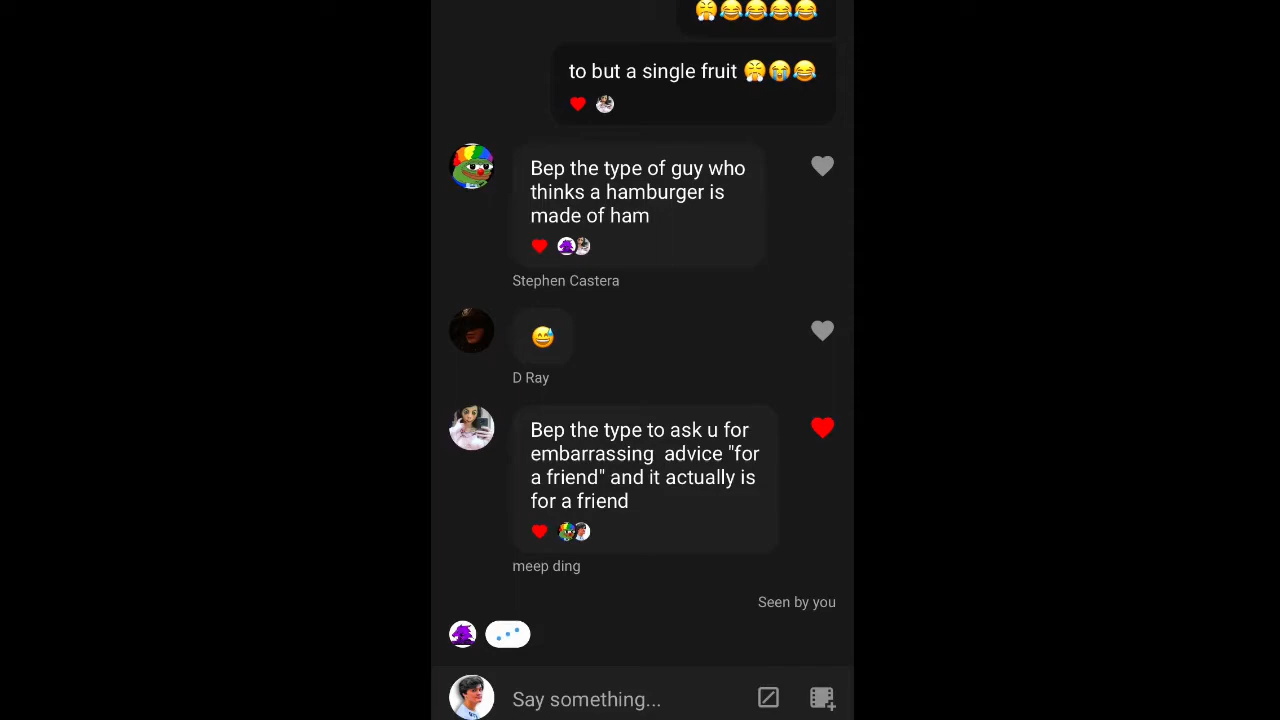 😤😂😂😂😂
to but a single fruit 😤😭😂
Bep the type of guy who
thinks a hamburger is
made of ham
Stephen Castera
😅
D Ray
Bep the type to ask u for
embarrassing  advice "for
a friend" and it actually is
for a friend
meep ding
Seen by you
Say something...